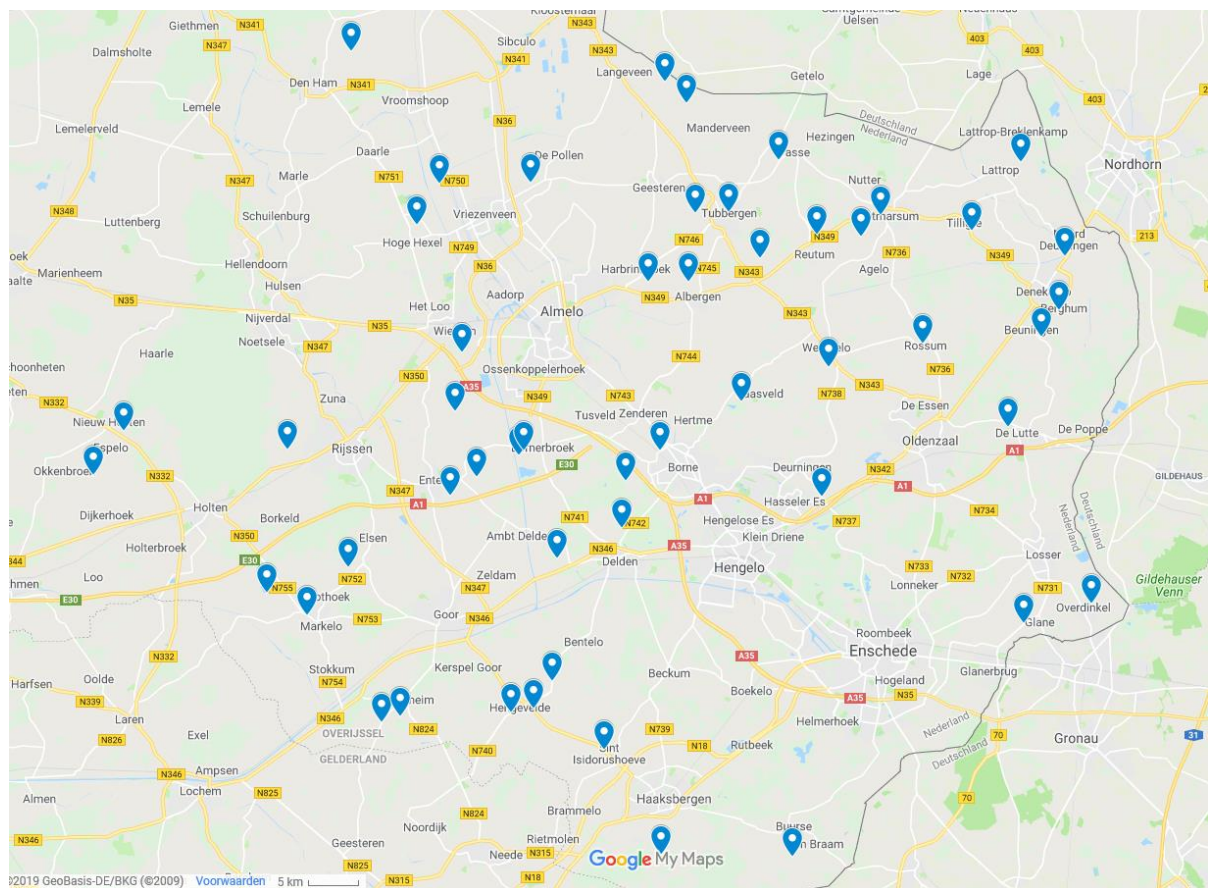 Giethmen
N341
Kloosterhaar
Uelsen
Dalmsholte
N347
Sibculo
N343
403
Den Ham
N341
N341
Langeveen
Getelo
Lage
403
Lemele
Vroomshoop
403
Lemelerveld
N36
Manderveen
Hezingen
Deutschland
Nederland
Lattrop-Breklenkamp
Daarle
De Pollen
Nordhorn
Marle
N751
N750
Geesteren
Nutter
Lattrop
N347
N343
N348
Luttenberg
Schuilenburg
Vriezenveen
Tubbergen
Tilligte
213
Hoge Hexel
N749
N746
N349
N736
Hellendoorn
N36
N745
N343
Reutum
Agelo
N349
Marienheem
Hulsen
Albergen
N35
Aadorp
N349
Het Loo
Almelo
N343
Nijverdal
N35
Noetsele
N347
Haarle
Beuningen
Rossum
N744
Ossenkoppelerhoek
N736
N350
A35
N738
N343
N332
Zuna
N349
N743
Tusveld
Zenderen
Hertme
De Essen
De Lutte
De Poppe
Rijssen
Oldenzaal
A1
Espelo
Okkenbroek
N332
E30
Borne
Deurningen
N342
GILDEHAUS
N347
A1
A1
Hasseler Es
A1
Dijkerhoek
Holten
Borkeld
N741
N742
Hengelose Es
N737
N734
N350
Elsen
Ambt Delden
Klein Driene
Holterbroek
N346
A35
Losser
Nederland
Deutschland
E30
N752
Delden
Hengelo
N733
Loo
N755
Zeldam
Lonneker
N732
N731
Gildehauser
Venn
E30
N347
Overdinkel
Markelo
N753
Goor
N346
Glane
Roombeek
Bentelo
Enschede
N332
Stokkum
Kerspel Goor
A35
Glanerbrug
Harfsen
Oolde
N754
Beckum
Boekelo
Hogeland
N35
N339
A35
Laren
N346
N824
Helmerhoek
Nederland
N826
Exel
OVERIJSSEL
GELDERLAND
N740
N739
N18
Rutbeek
70
Deutschland
Gronau
31
Isidorushoeve
N346
Ampsen
N825
Lochem
Haaksbergen
70
Almen
N824
Brammelo
Noordijk
N18
Buurse
N346
Geesteren
Rietmolen
N825
Neede
N315
Google My Maps
N315
©2019 GeoBasis-DE/BKG (©2009) Voorwaarden 5 km